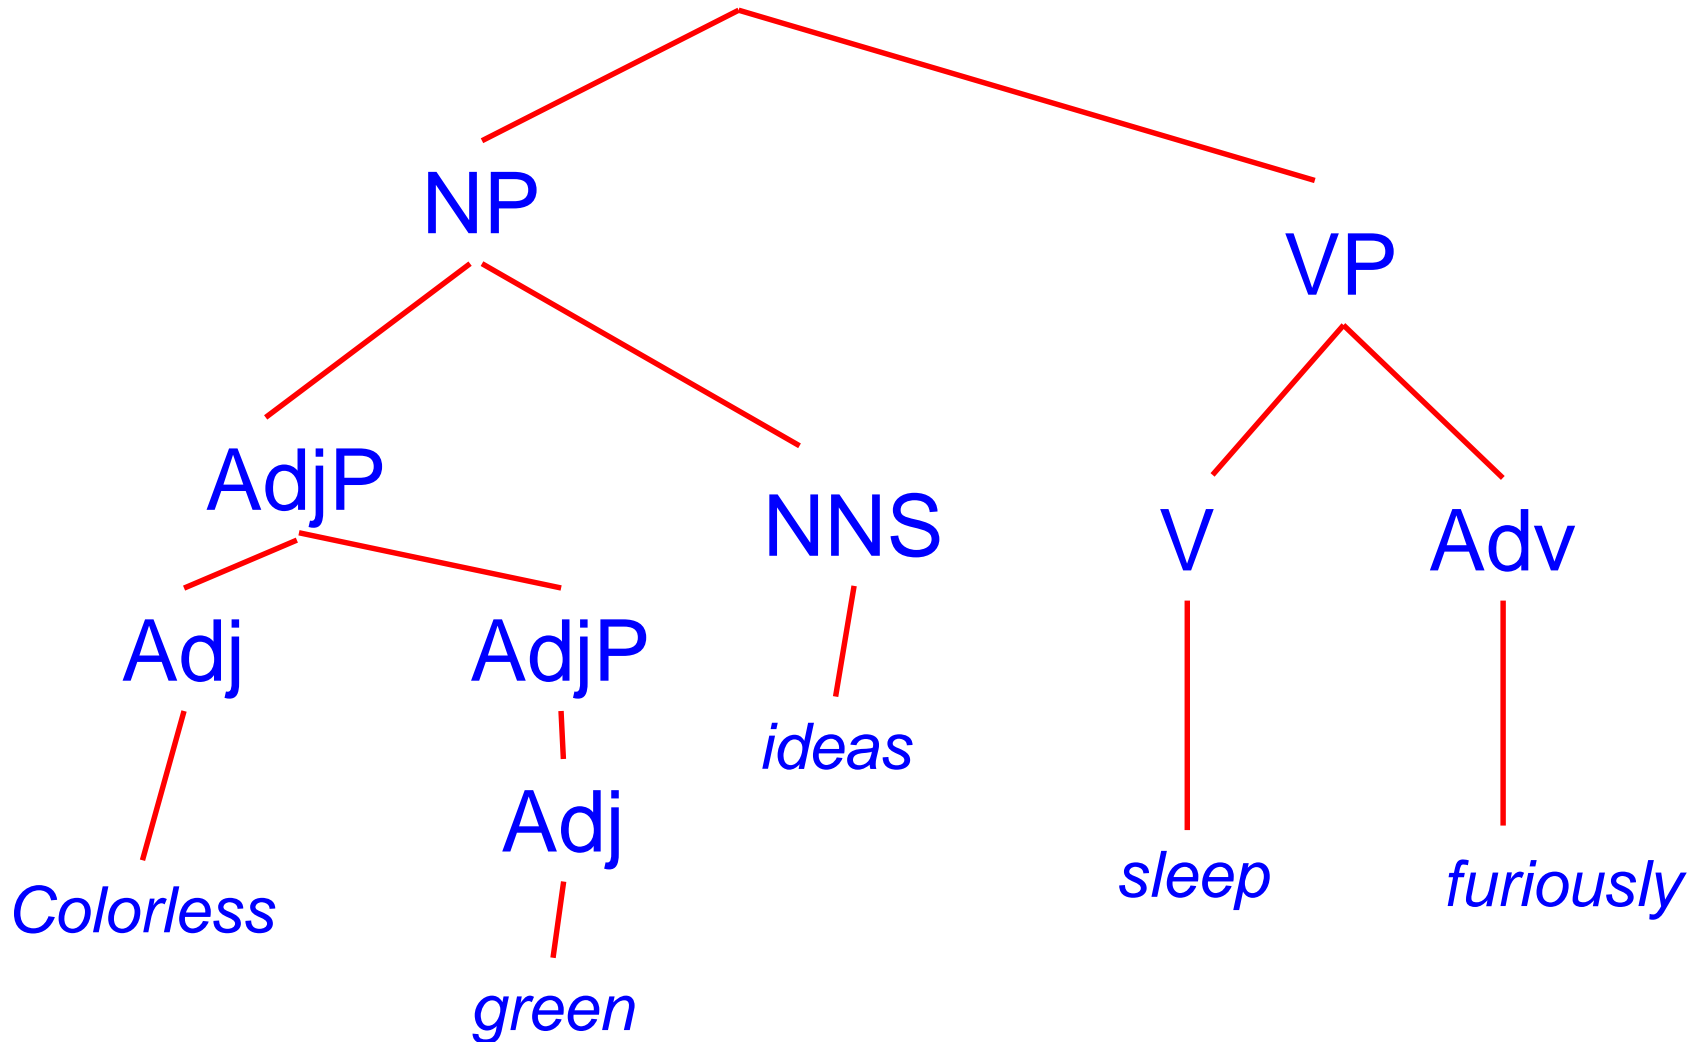 NP
VP
AdjP
NNS
V
Adv
Adj
AdjP
ideas
Adj
sleep
furiously
Colorless
green